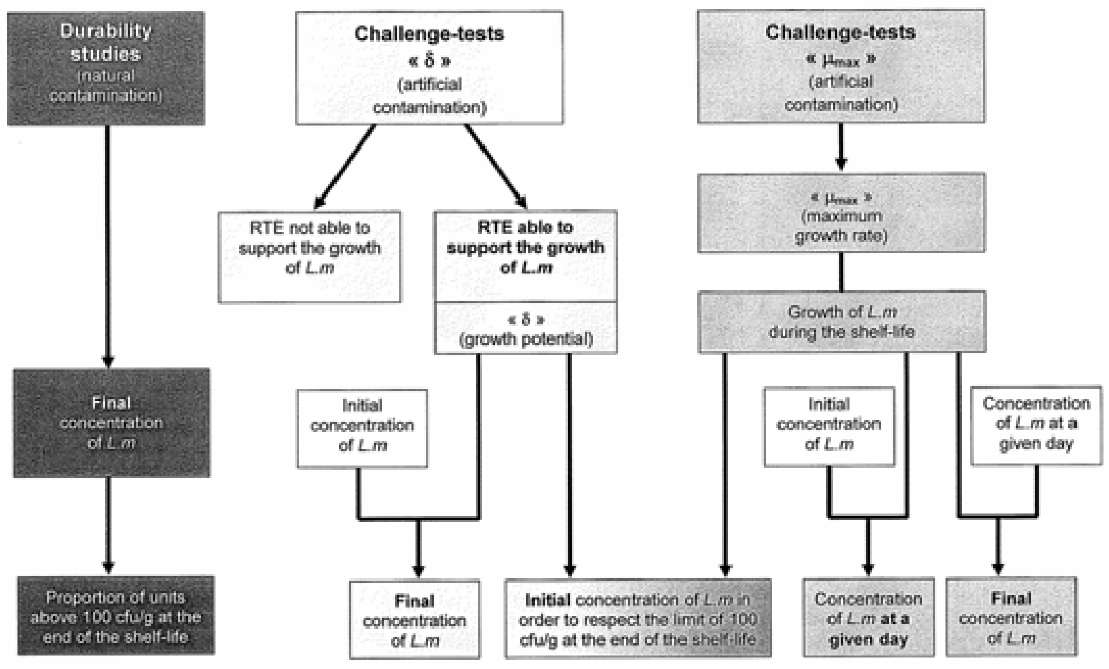 Durability
studies
(natural
contamination)
Challenge-tests
« δ »
(artificial
contamination)
Challenge-tests
« μmax »
(artificial
contamination)
RTE not able to
support the growth
of L.m
RTE able to
support the growth
of L.m
« δ »
(growth potential)
« μmax »
(maximum
growth rate)
Growth of L.m
during the shelf-life
Final
concentration
of L.m
Initial
concentration
of L.m
Initial
concentration
of L.m
Concentration
of L.m at a
given day
Proportion of units
above 100 cfu/g at the
end of the shelf-life
Final
concentration
of L.m
Initial concentration of L.m in
order to respect the limit of 100
cfu/g at the end of the shelf-life
Concentration
of L.m at a
given day
Final
concentration
of L.m